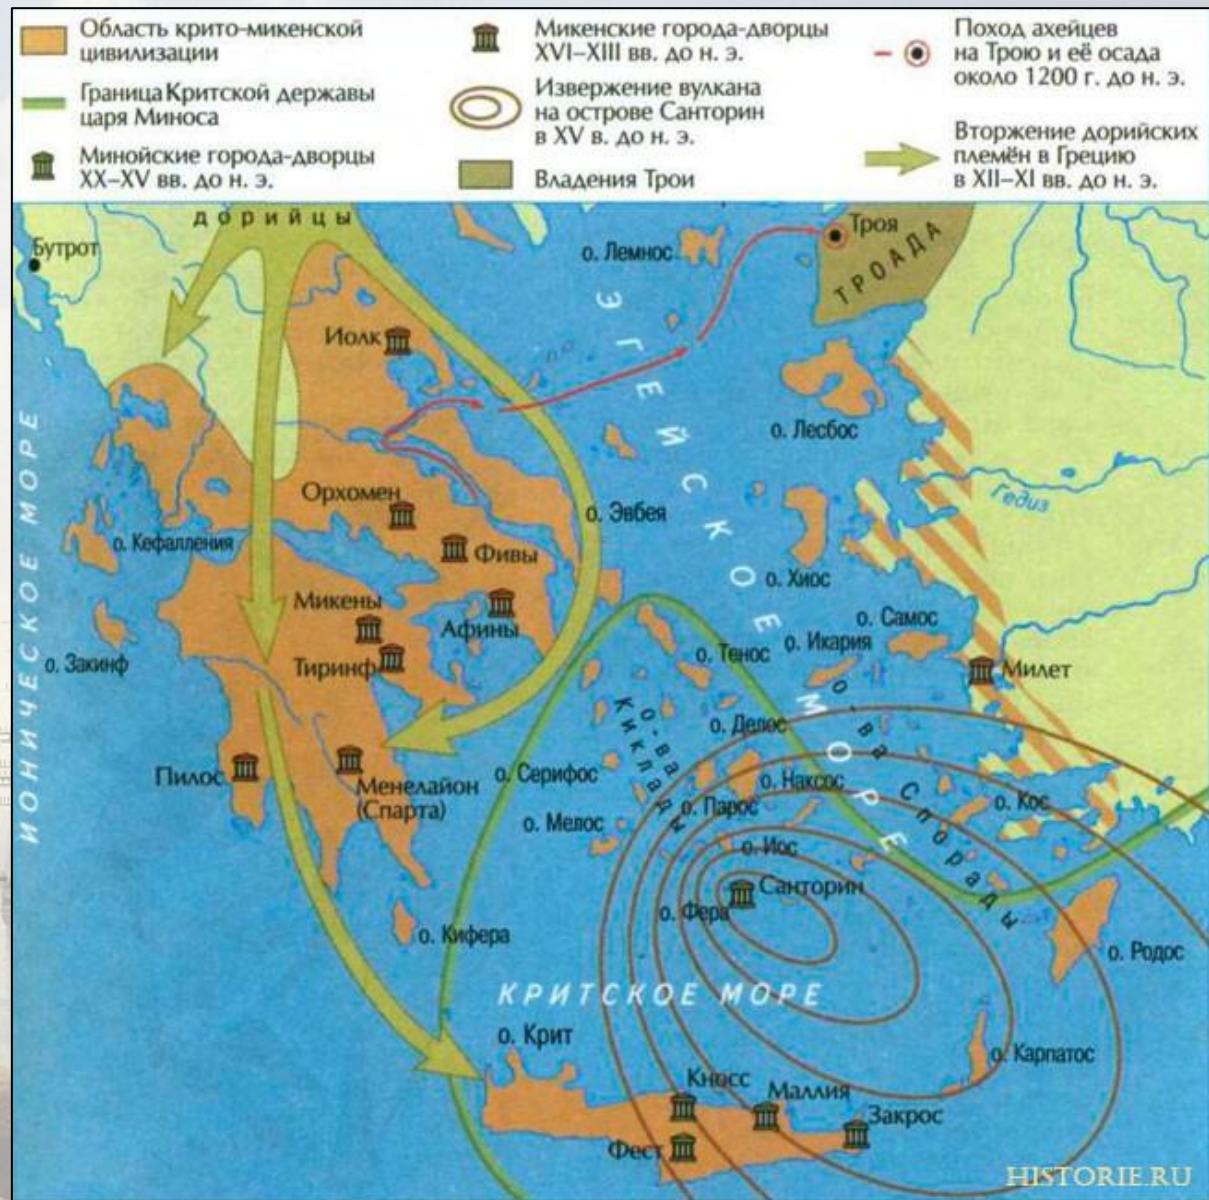 Область крито-микенской
цивилизации
Граница Критской державы
царя Миноса
Минойские города-дворцы
XX–XV вв. до н. э.
Микенские города-дворцы
XVI–XIII вв. до н. э.
Извержение вулкана
на острове Санторин
в XV в. до н. э.
Владения Трои
Поход ахейцев
на Трою и её осада
около 1200 г. до н. э.
Вторжение дорийских
племён в Грецию
в XII–XI вв. до н. э.
ДОРИЙЦЫ
Бутрот
о. Лемнос
Троя
ТРОАДА
ЭГЕЙСКОЕ МОРЕ
Иолк
о. Лесбос
ИОНИЧЕСКОЕ МОРЕ
Гедиз
Орхомен
о. Эвбея
о. Кефалления
Фивы
о. Хиос
Микены
Афины
о. Самос
о. Закинф
Тиринф
о. Тенос
о. Икария
Милет
о-ва Киклады
о. Делос
о-ва Спорады
Пилос
Менелайон
(Спарта)
о. Серифос
о. Наксос
о. Парос
о. Кос
о. Мелос
о. Иос
Санторин
о. Фера
о. Кифера
о. Родос
КРИТСКОЕ МОРЕ
о. Крит
о. Карпатос
Кносс
Маллия
Закрос
Фест
HISTORIE.RU